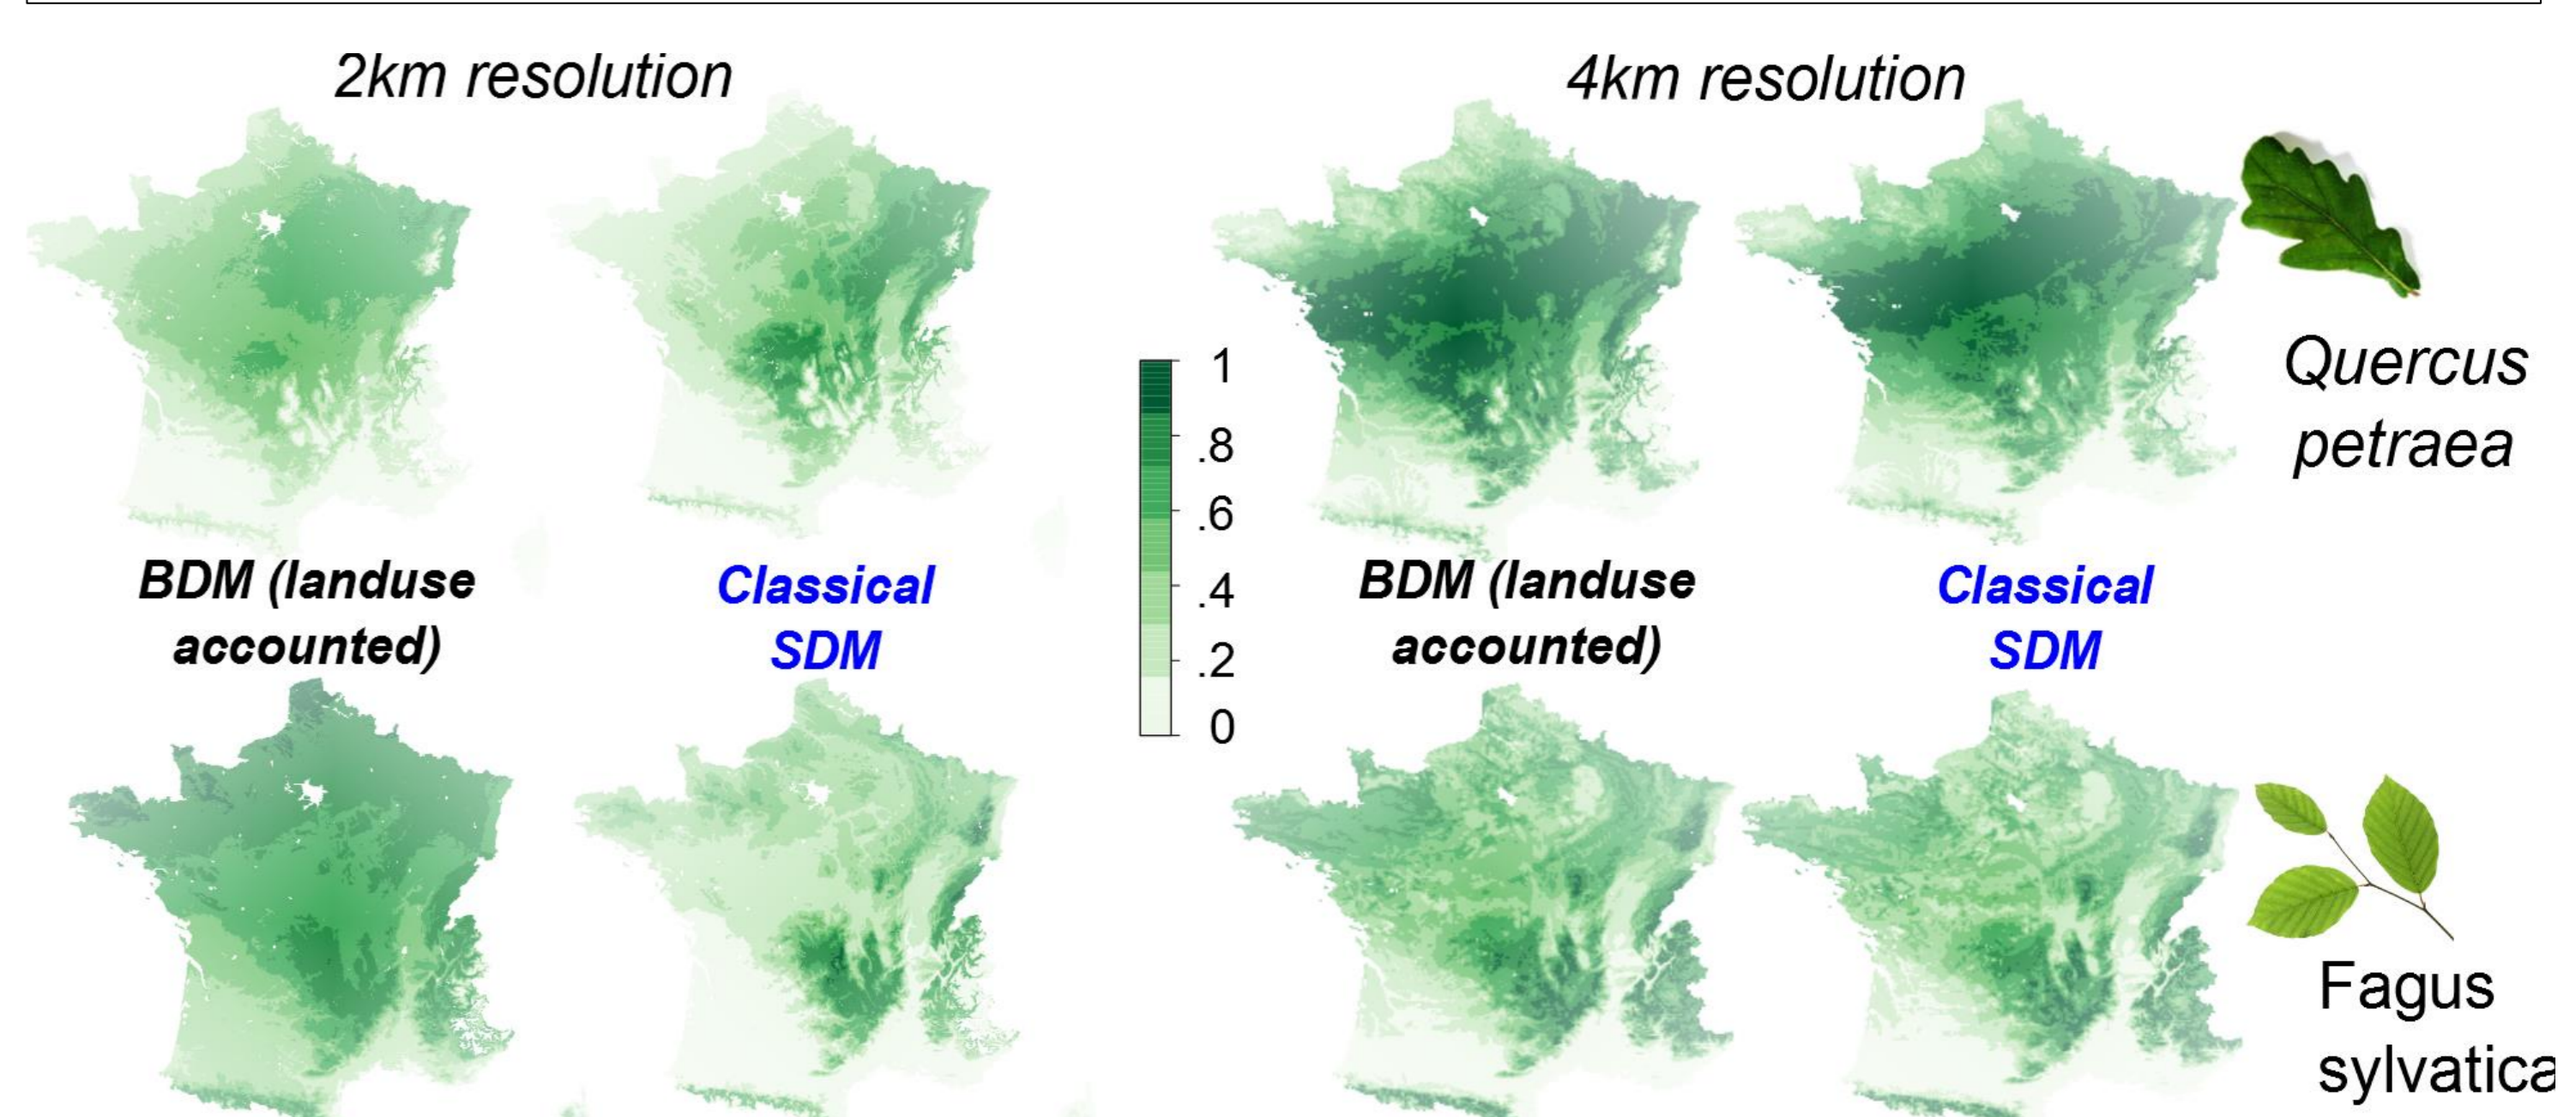 2km resolution
4km resolution
Quercus
petraea
1
.8
.6
.4
.2
0
BDM (landuse
accounted)
Classical
SDM
BDM (landuse
accounted)
Classical
SDM
Fagus
sylvatica